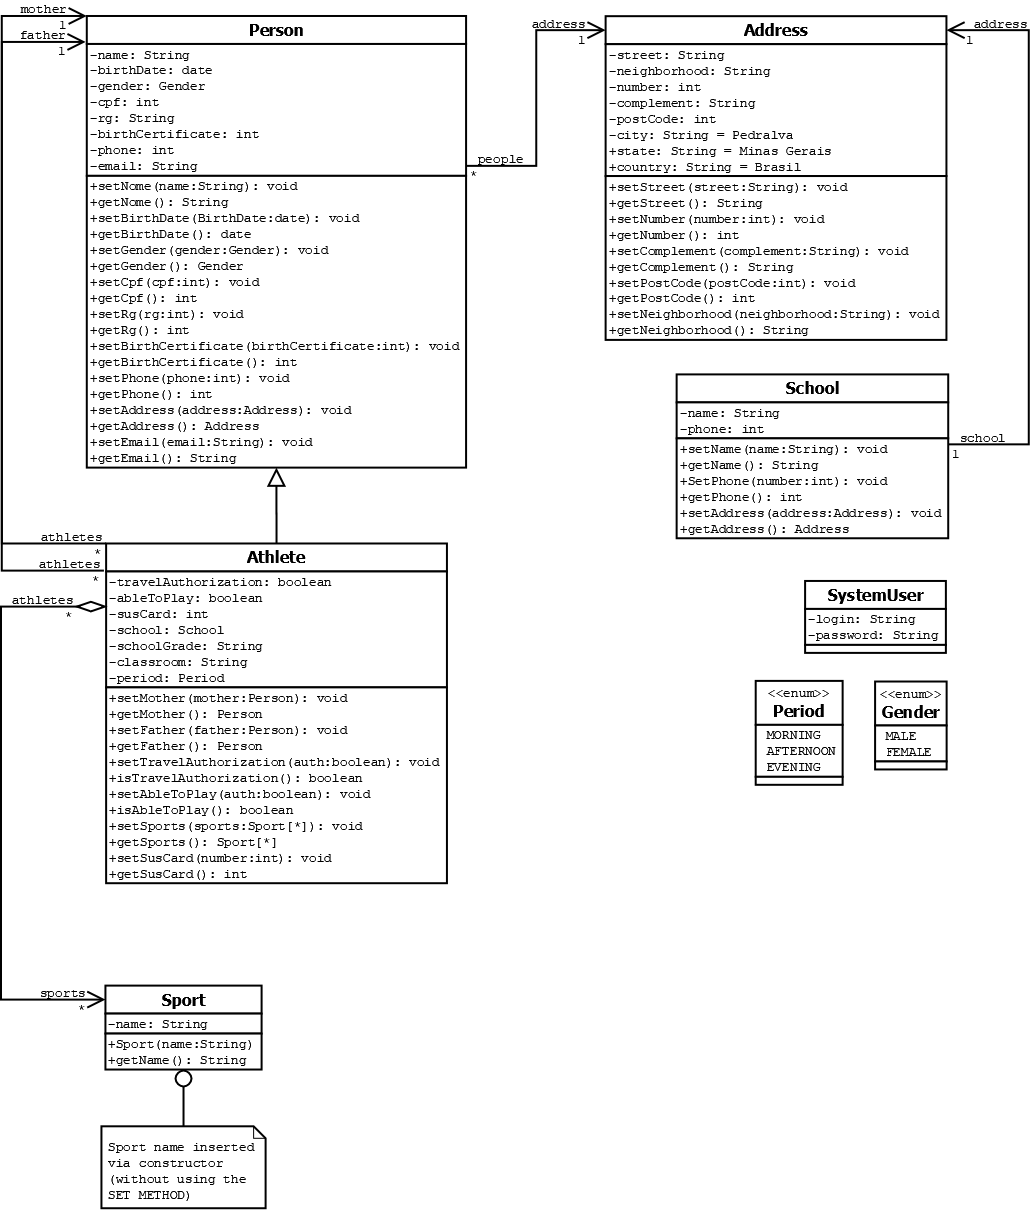 mother
1
father
1
Person
-name: String
-birthDate: date
-gender: Gender
-cpf: int
-rg: String
-birthCertificate: int
-phone: int
-email: String
+setNome(name:String): void
+getNome(): String
+setBirthDate(BirthDate:date): void
+getBirthDate(): date
+setGender(gender:Gender): void
+getGender(): Gender
+setCpf(cpf:int): void
+getCpf(): int
+setRg(rg:int): void
+getRg(): int
+setBirthCertificate(birthCertificate:int): void
+getBirthCertificate(): int
+setPhone(phone:int): void
+getPhone(): int
+setAddress(address:Address): void
+getAddress(): Address
+setEmail(email:String): void
+getEmail(): String
people
*
address
1
Address
-street: String
-neighborhood: String
-number: int
-complement: String
-postCode: int
-city: String = Pedralva
+state: String = Minas Gerais
+country: String = Brasil
+setStreet(street:String): void
+getStreet(): String
+setNumber(number:int): void
+getNumber(): int
+setComplement(complement:String): void
+getComplement(): String
+setPostCode(postCode:int): void
+getPostCode(): int
+setNeighborhood(neighborhood:String): void
+getNeighborhood(): String
address
1
School
-name: String
-phone: int
+setName(name:String): void
+getName(): String
+SetPhone(number:int): void
+getPhone(): int
+setAddress(address:Address): void
+getAddress(): Address
school
1
athletes
*
athletes
*
athletes
*
Athlete
-travelAuthorization: boolean
-ableToPlay: boolean
-susCard: int
-school: School
-schoolGrade: String
-classroom: String
-period: Period
+setMother(mother:Person): void
+getMother(): Person
+setFather(father:Person): void
+getFather(): Person
+setTravelAuthorization(auth:boolean): void
+isTravelAuthorization(): boolean
+setAbleToPlay(auth:boolean): void
+isAbleToPlay(): boolean
+setSports(sports:Sport[*]): void
+getSports(): Sport[*]
+setSusCard(number:int): void
+getSusCard(): int
SystemUser
-login: String
-password: String
<<enum>>
Period
MORNING
AFTERNOON
EVENING
<<enum>>
Gender
MALE
FEMALE
sports
*
Sport
-name: String
+Sport(name:String)
+getName(): String
Sport name inserted
via constructor
(without using the
SET METHOD)